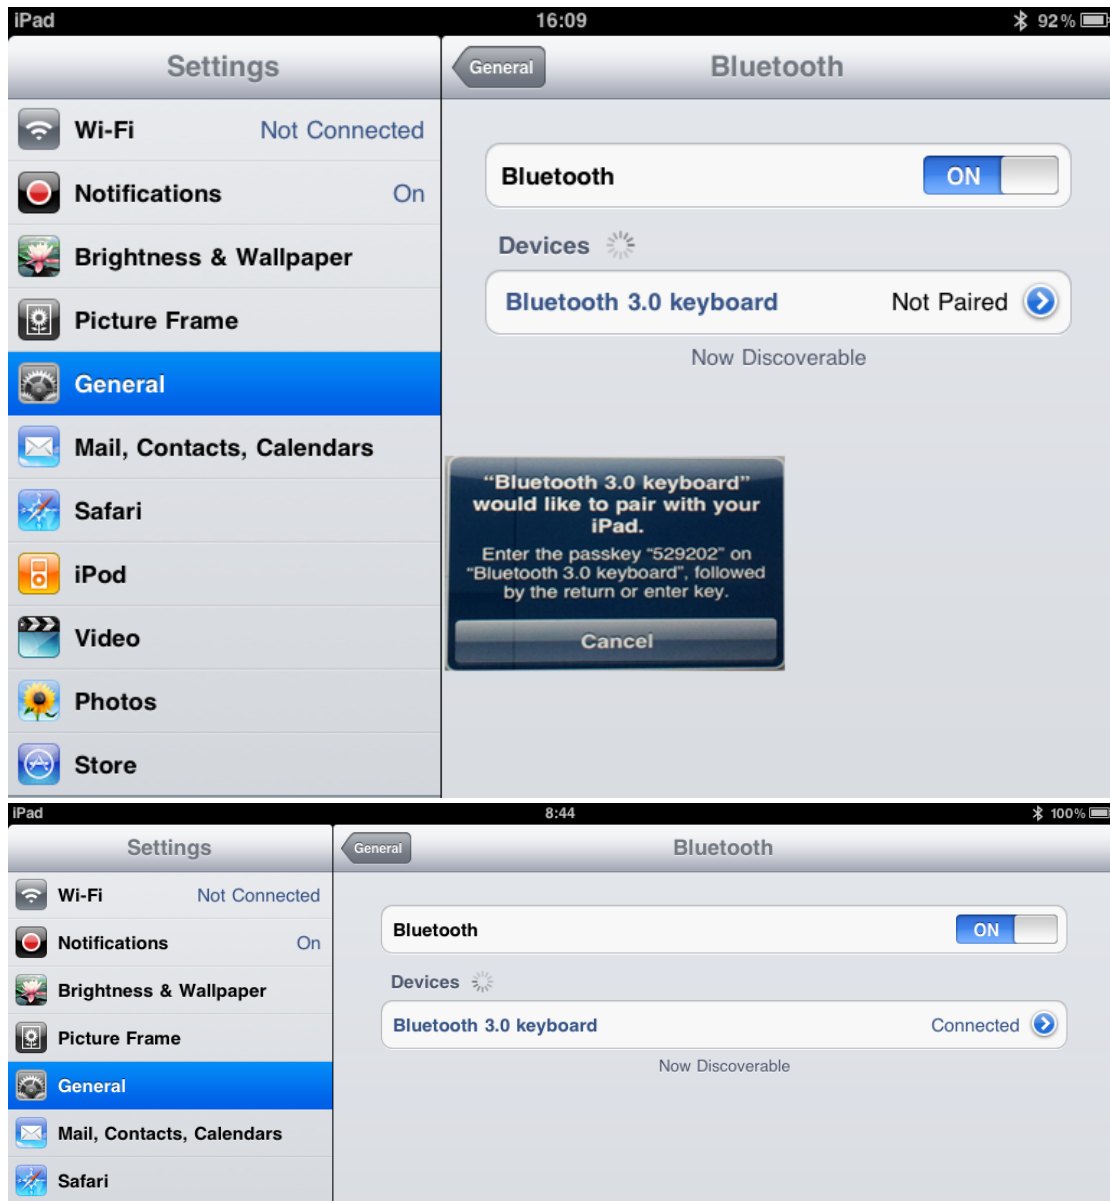 iPad 16:09 92%
Settings
General Bluetooth
Wi-Fi Not Connected
Notifications On
Brightness & Wallpaper
Picture Frame
General
Mail, Contacts, Calendars
Safari
iPod
Video
Photos
Store
Bluetooth ON
Devices
Bluetooth 3.0 keyboard Not Paired
Now Discoverable
“Bluetooth 3.0 keyboard”
would like to pair with your
iPad.
Enter the passkey “529202” on
“Bluetooth 3.0 keyboard”, followed
by the return or enter key.
Cancel
iPad 8:44 100%
Settings
General Bluetooth
Wi-Fi Not Connected
Notifications On
Brightness & Wallpaper
Picture Frame
General
Mail, Contacts, Calendars
Safari
Bluetooth ON
Devices
Bluetooth 3.0 keyboard Connected
Now Discoverable